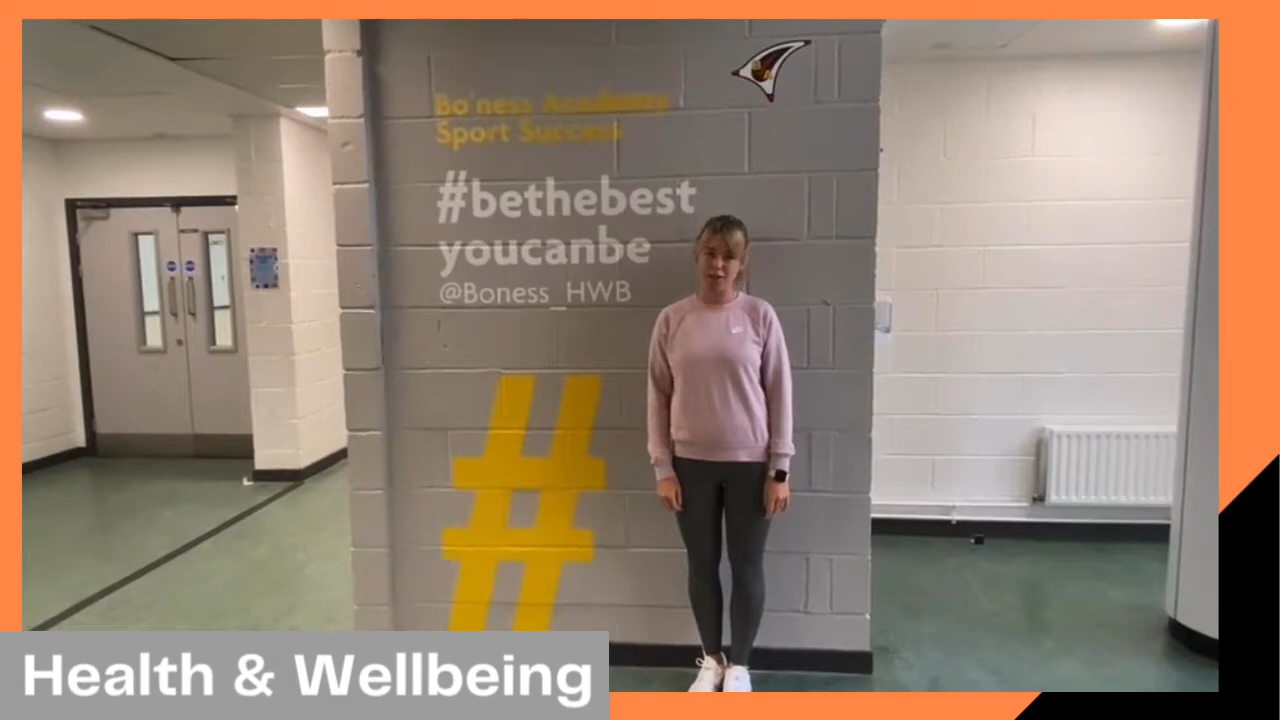 Bo'ness Academy
Sport Success
#bethebest
youcanbe
@Boness_HWB
#
Health & Wellbeing